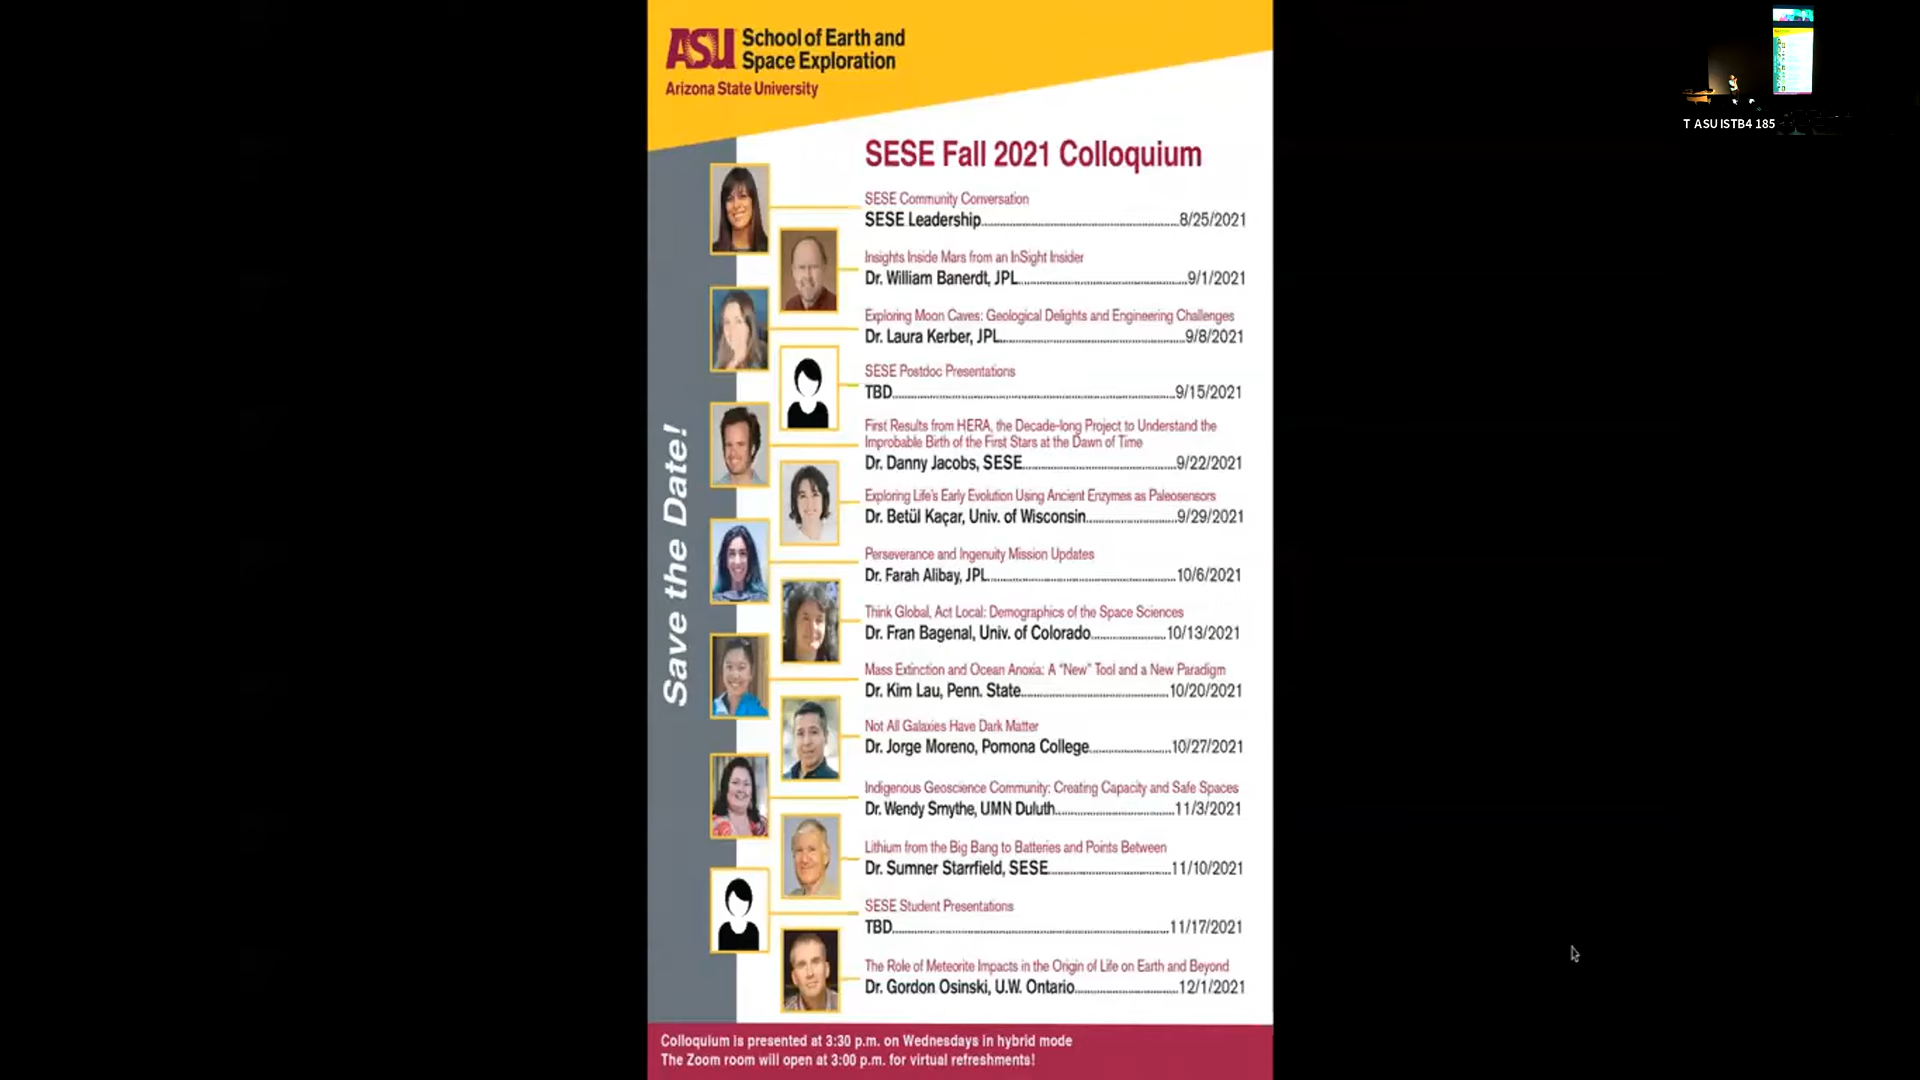 ASU School of Earth and
Space Exploration
Arizona State University
SESE Fall 2021 Colloquium
SESE Community Conversation
SESE Leadership 8/25/2021
Insights Inside Mars from an InSight Insider
Dr. William Banerdt, JPL 9/1/2021
Exploring Moon Caves: Geological Delights and Engineering Challenges
Dr. Laura Kerber, JPL 9/8/2021
SESE Postdoc Presentations
TBD 9/15/2021
First Results from HERA, the Decade-long Project to Understand the
Improbable Birth of the First Stars at the Dawn of Time
Dr. Danny Jacobs, SESE 9/22/2021
Exploring Life's Early Evolution Using Ancient Enzymes as Paleosensors
Dr. Betül Kaçar, Univ. of Wisconsin 9/29/2021
Perseverance and Ingenuity Mission Updates
Dr. Farah Alibay, JPL 10/6/2021
Think Global, Act Local: Demographics of the Space Sciences
Dr. Fran Bagenal, Univ. of Colorado 10/13/2021
Mass Extinction and Ocean Anoxia: A "New" Tool and a New Paradigm
Dr. Kim Lau, Penn. State 10/20/2021
Not All Galaxies Have Dark Matter
Dr. Jorge Moreno, Pomona College 10/27/2021
Indigenous Geoscience Community: Creating Capacity and Safe Spaces
Dr. Wendy Smythe, UMN Duluth 11/3/2021
Lithium from the Big Bang to Batteries and Points Between
Dr. Sumner Starrfield, SESE 11/10/2021
SESE Student Presentations
TBD 11/17/2021
The Role of Meteorite Impacts in the Origin of Life on Earth and Beyond
Dr. Gordon Osinski, U.W. Ontario 12/1/2021
Save the Date!
Colloquium is presented at 3:30 p.m. on Wednesdays in hybrid mode
The Zoom room will open at 3:00 p.m. for virtual refreshments!
T ASU ISTB4 185